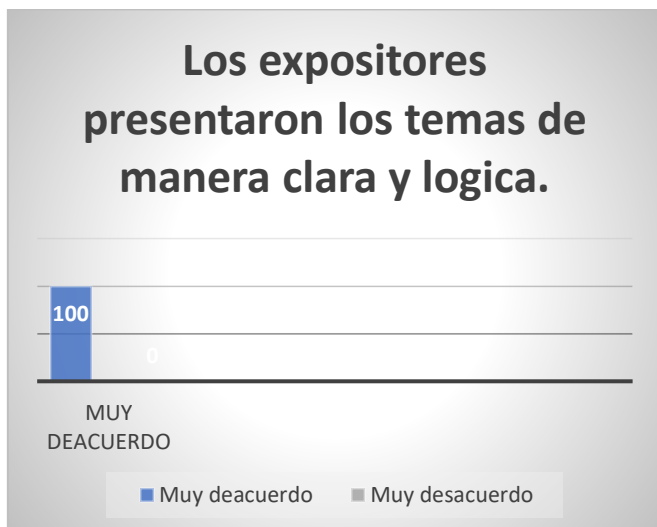 Los expositores
presentaron los temas de
manera clara y logica.
100
0
MUY
DEACUERDO
Muy deacuerdo
Muy desacuerdo